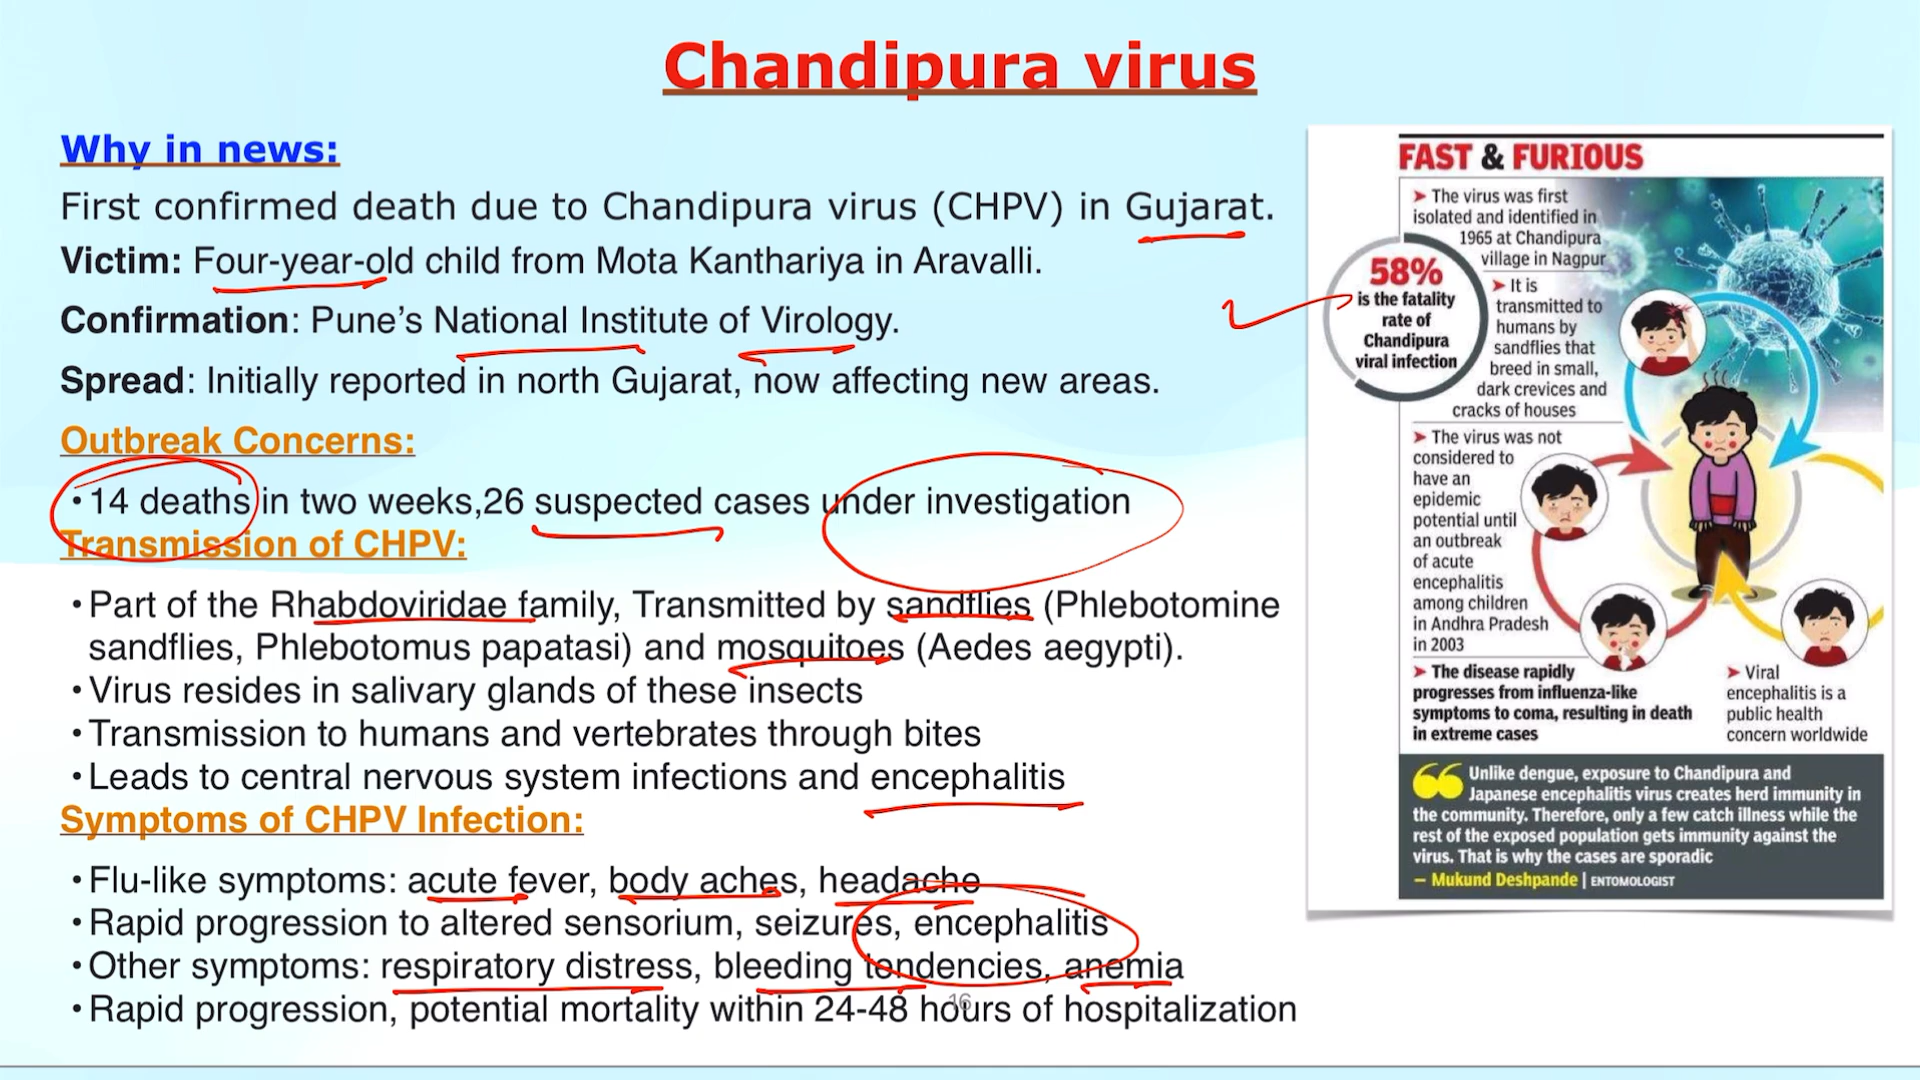 Chandipura virus
Why in news:
First confirmed death due to Chandipura virus (CHPV) in Gujarat.
Victim: Four-year-old child from Mota Kanthariya in Aravalli.
Confirmation: Pune’s National Institute of Virology.
Spread: Initially reported in north Gujarat, now affecting new areas.
Outbreak Concerns:
•14 deaths in two weeks,26 suspected cases under investigation
Transmission of CHPV:
•Part of the Rhabdoviridae family, Transmitted by sandflies (Phlebotomine
sandflies, Phlebotomus papatasi) and mosquitoes (Aedes aegypti).
•Virus resides in salivary glands of these insects
•Transmission to humans and vertebrates through bites
•Leads to central nervous system infections and encephalitis
Symptoms of CHPV Infection:
•Flu-like symptoms: acute fever, body aches, headache
•Rapid progression to altered sensorium, seizures, encephalitis
•Other symptoms: respiratory distress, bleeding tendencies, anemia
•Rapid progression, potential mortality within 24-48 hours of hospitalization
16
FAST & FURIOUS
➤ The virus was first
isolated and identified in
1965 at Chandipura
village in Nagpur
58%
is the fatality
rate of
Chandipura
viral infection
➤ It is
transmitted to
humans by
sandflies that
breed in small,
dark crevices and
cracks of houses
➤ The virus was not
considered to
have an
epidemic
potential until
an outbreak
of acute
encephalitis
among children
in Andhra Pradesh
in 2003
➤ The disease rapidly
progresses from influenza-like
symptoms to coma, resulting in death
in extreme cases
➤ Viral
encephalitis is a
public health
concern worldwide
“ Unlike dengue, exposure to Chandipura and
Japanese encephalitis virus creates herd immunity in
the community. Therefore, only a few catch illness while the
rest of the exposed population gets immunity against the
virus. That is why the cases are sporadic
— Mukund Deshpande | ENTOMOLOGIST